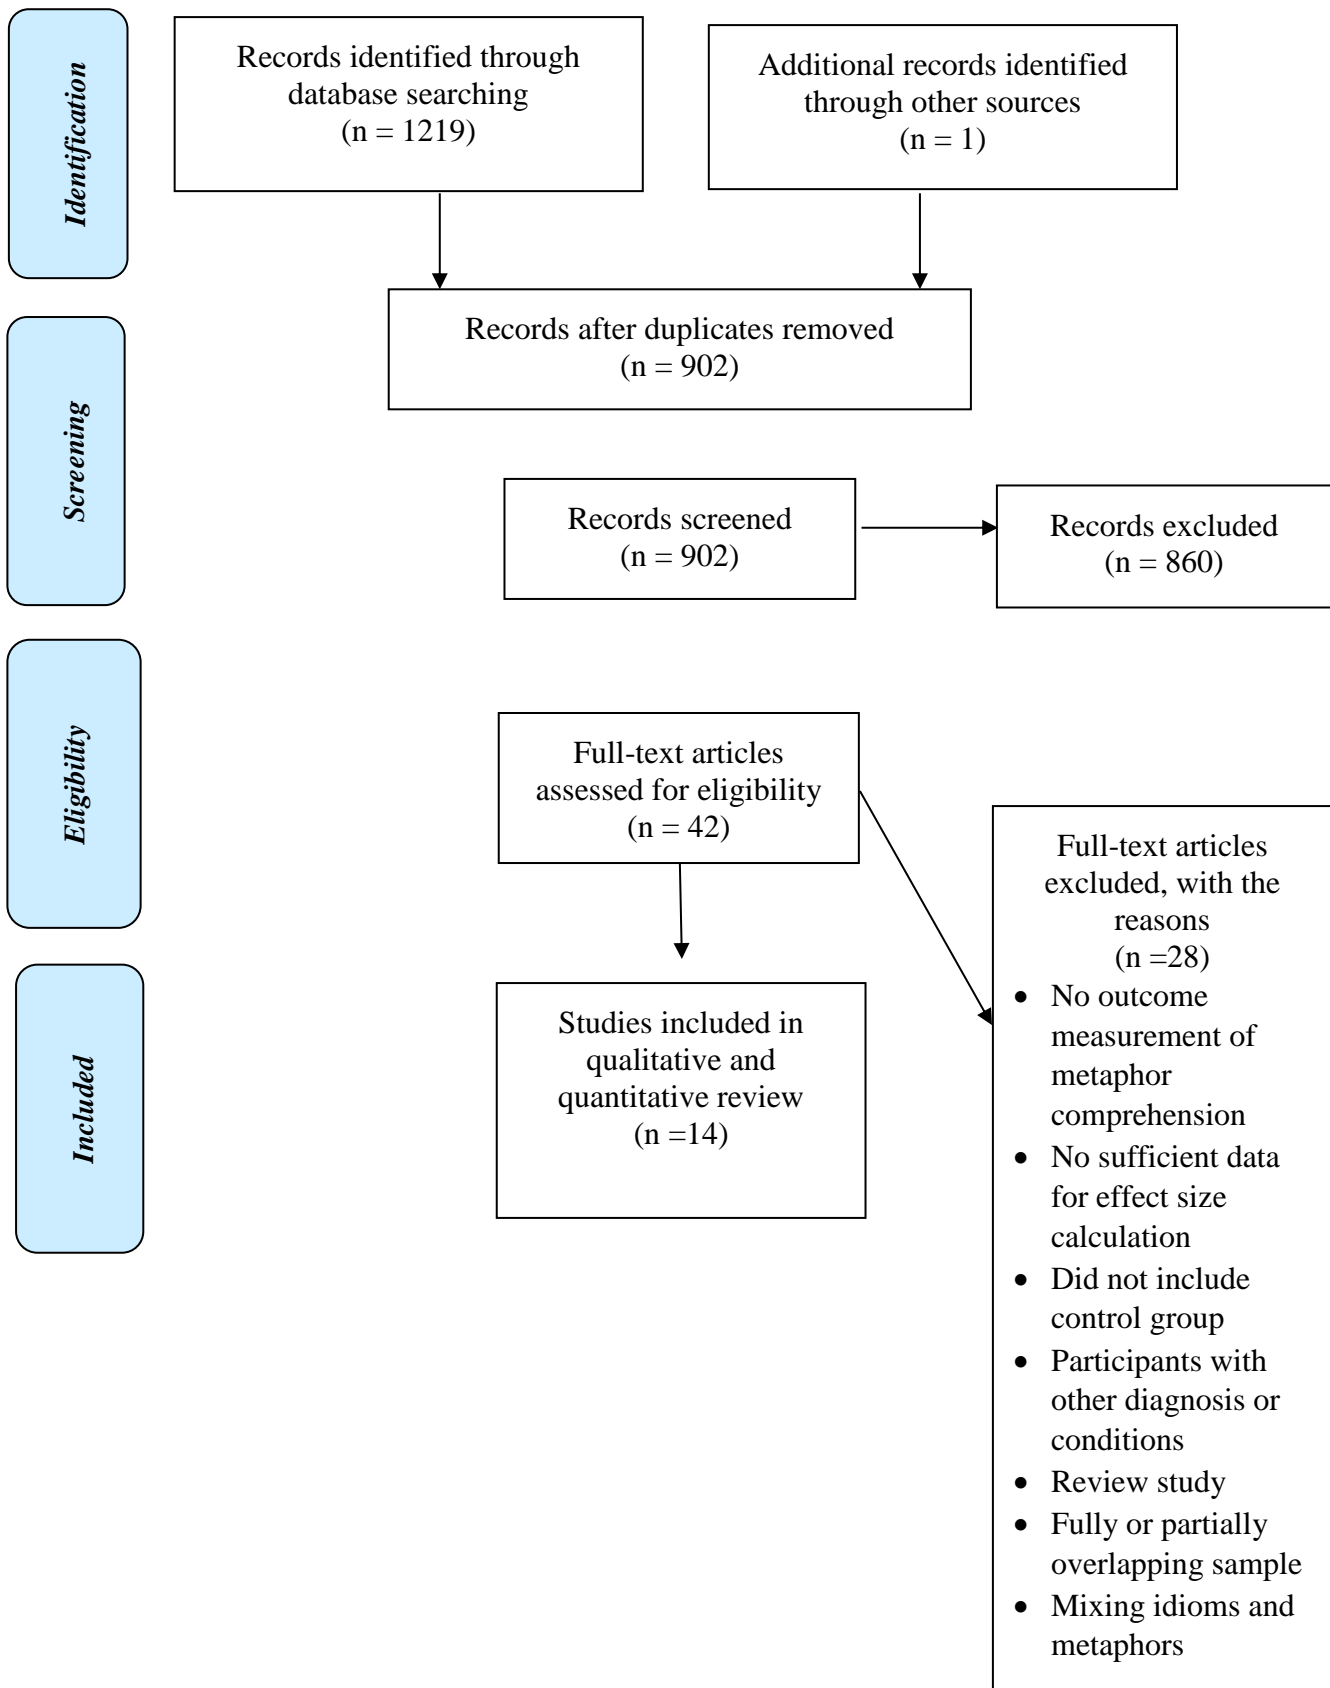 Identification
Records identified through
database searching
(n = 1219)
Additional records identified
through other sources
(n = 1)
Records after duplicates removed
(n = 902)
Screening
Records screened
(n = 902)
Records excluded
(n = 860)
Eligibility
Full-text articles
assessed for eligibility
(n = 42)
Full-text articles
excluded, with the
reasons
(n =28)
• No outcome
measurement of
metaphor
comprehension
• No sufficient data
for effect size
calculation
• Did not include
control group
• Participants with
other diagnosis or
conditions
• Review study
• Fully or partially
overlapping sample
• Mixing idioms and
metaphors
Included
Studies included in
qualitative and
quantitative review
(n =14)